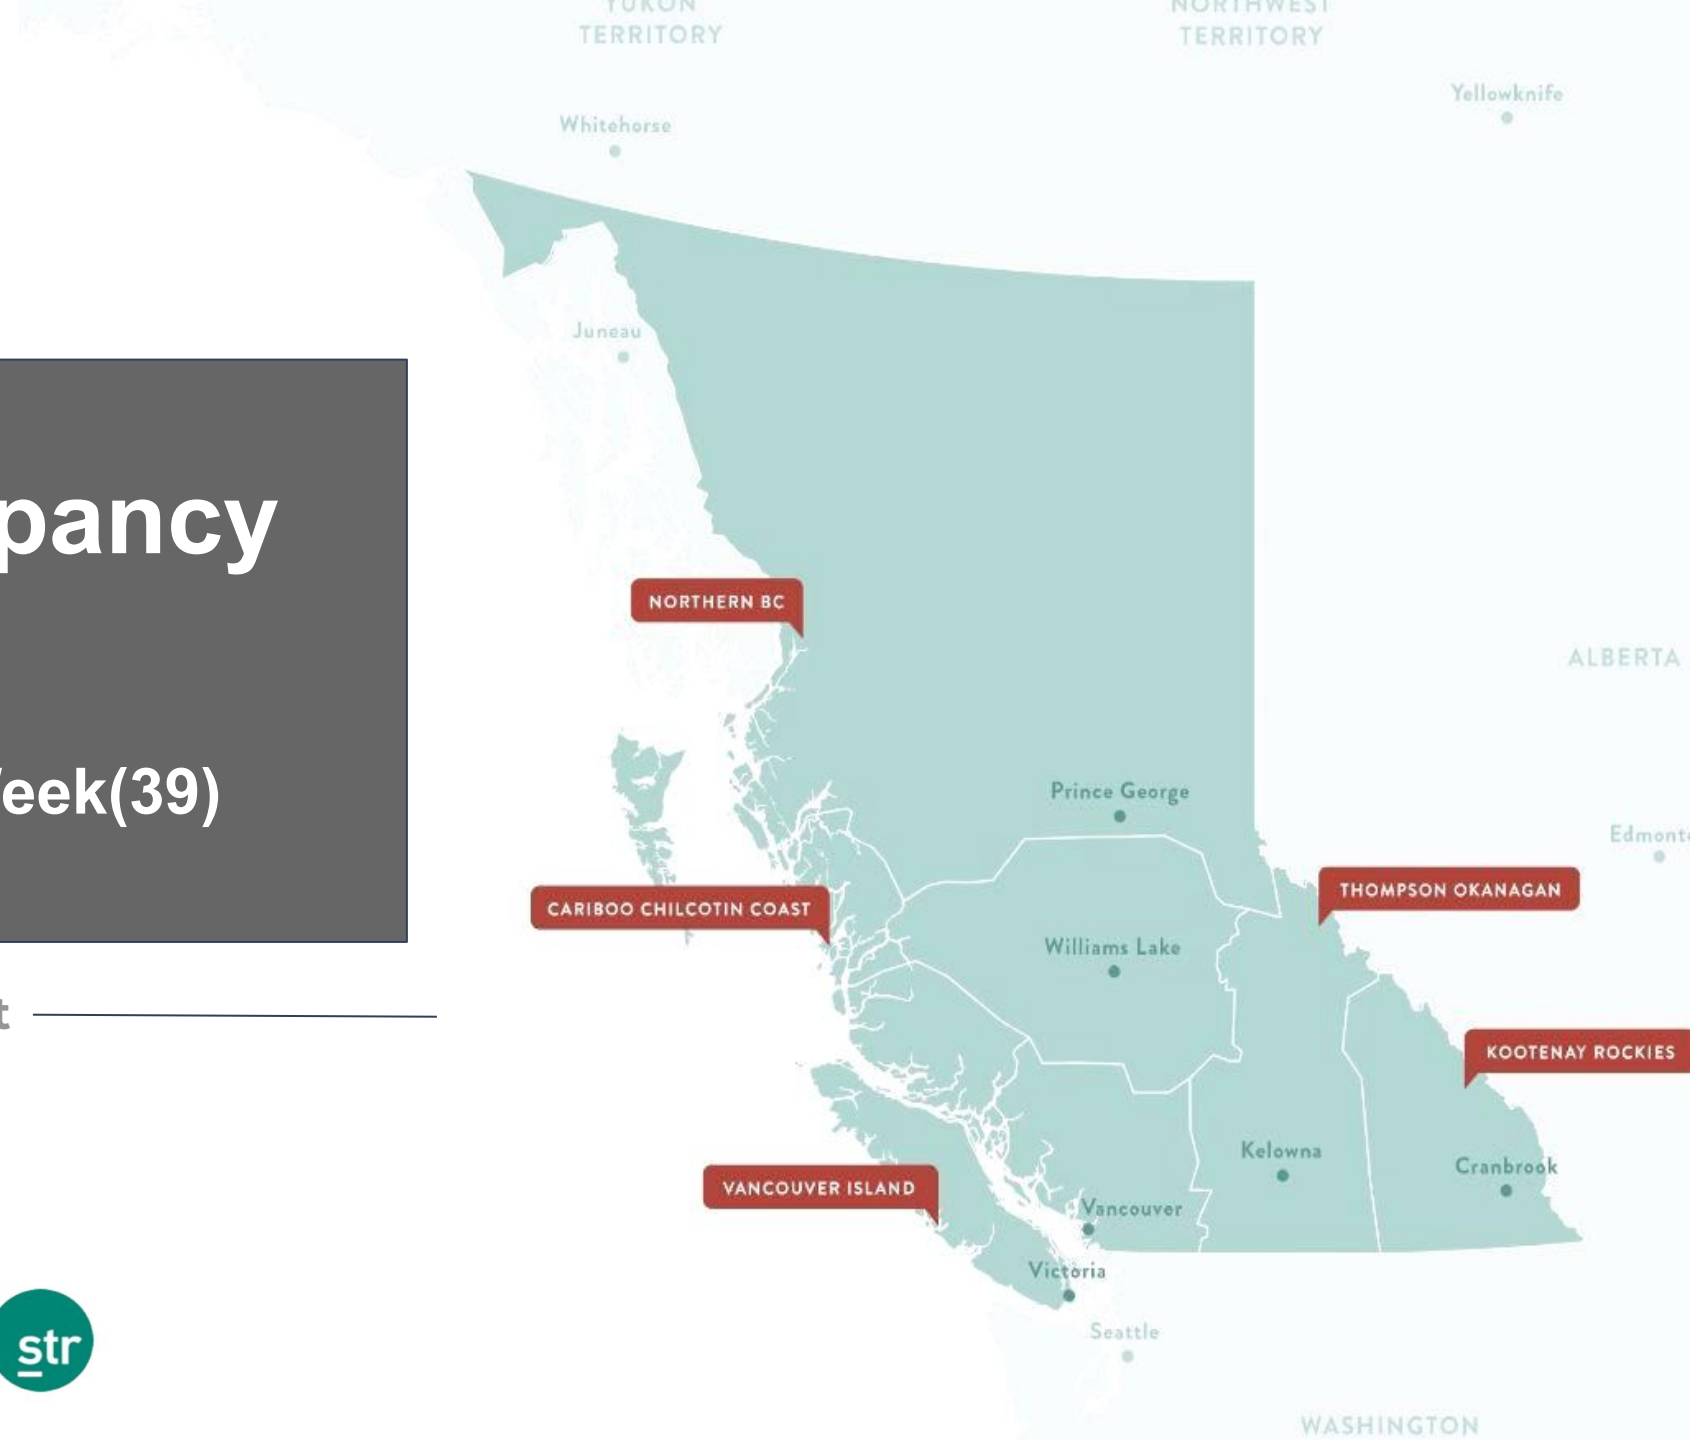 YUKON
TERRITORY
NORTHWEST
TERRITORY
Yellowknife
Whitehorse
Juneau
pancy
NORTHERN BC
ALBERTA
eek(39)
Prince George
Edmont
THOMPSON OKANAGAN
CARIBOO CHILCOTIN COAST
Williams Lake
t
KOOTENAY ROCKIES
Kelowna
Cranbrook
VANCOUVER ISLAND
Vancouver
Victoria
str
Seattle
WASHINGTON